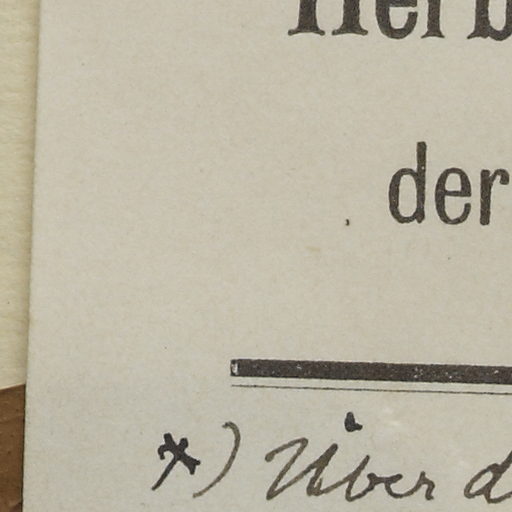 der
*) Über d